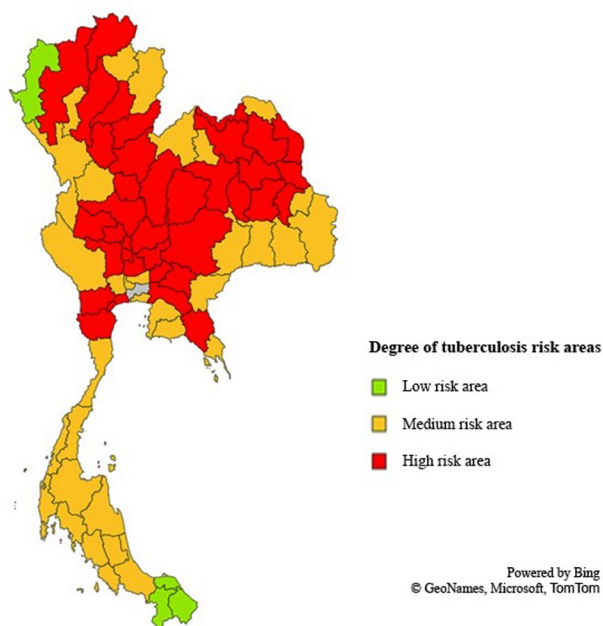 Degree of tuberculosis risk areas
Low risk area
Medium risk area
High risk area
Powered by Bing
© GeoNames, Microsoft, TomTom